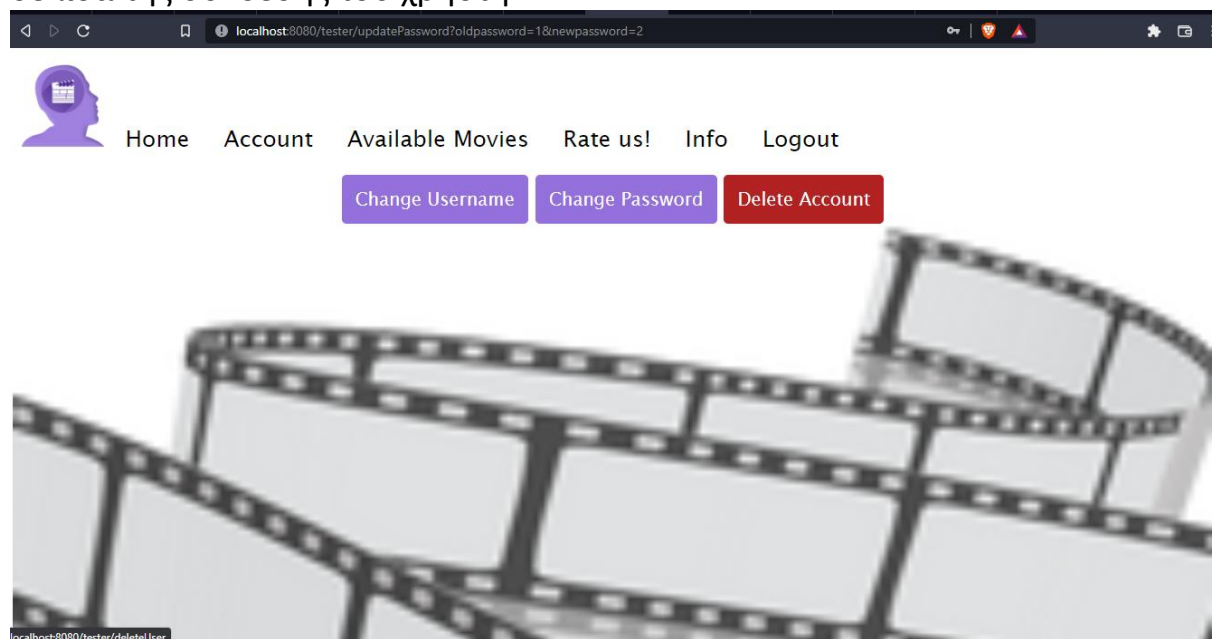 localhost:8080/tester/updatePassword?oldpassword=1&newpassword=2
Home Account Available Movies Rate us! Info Logout
Change Username Change Password Delete Account
localhost:8080/tester/deleteUser